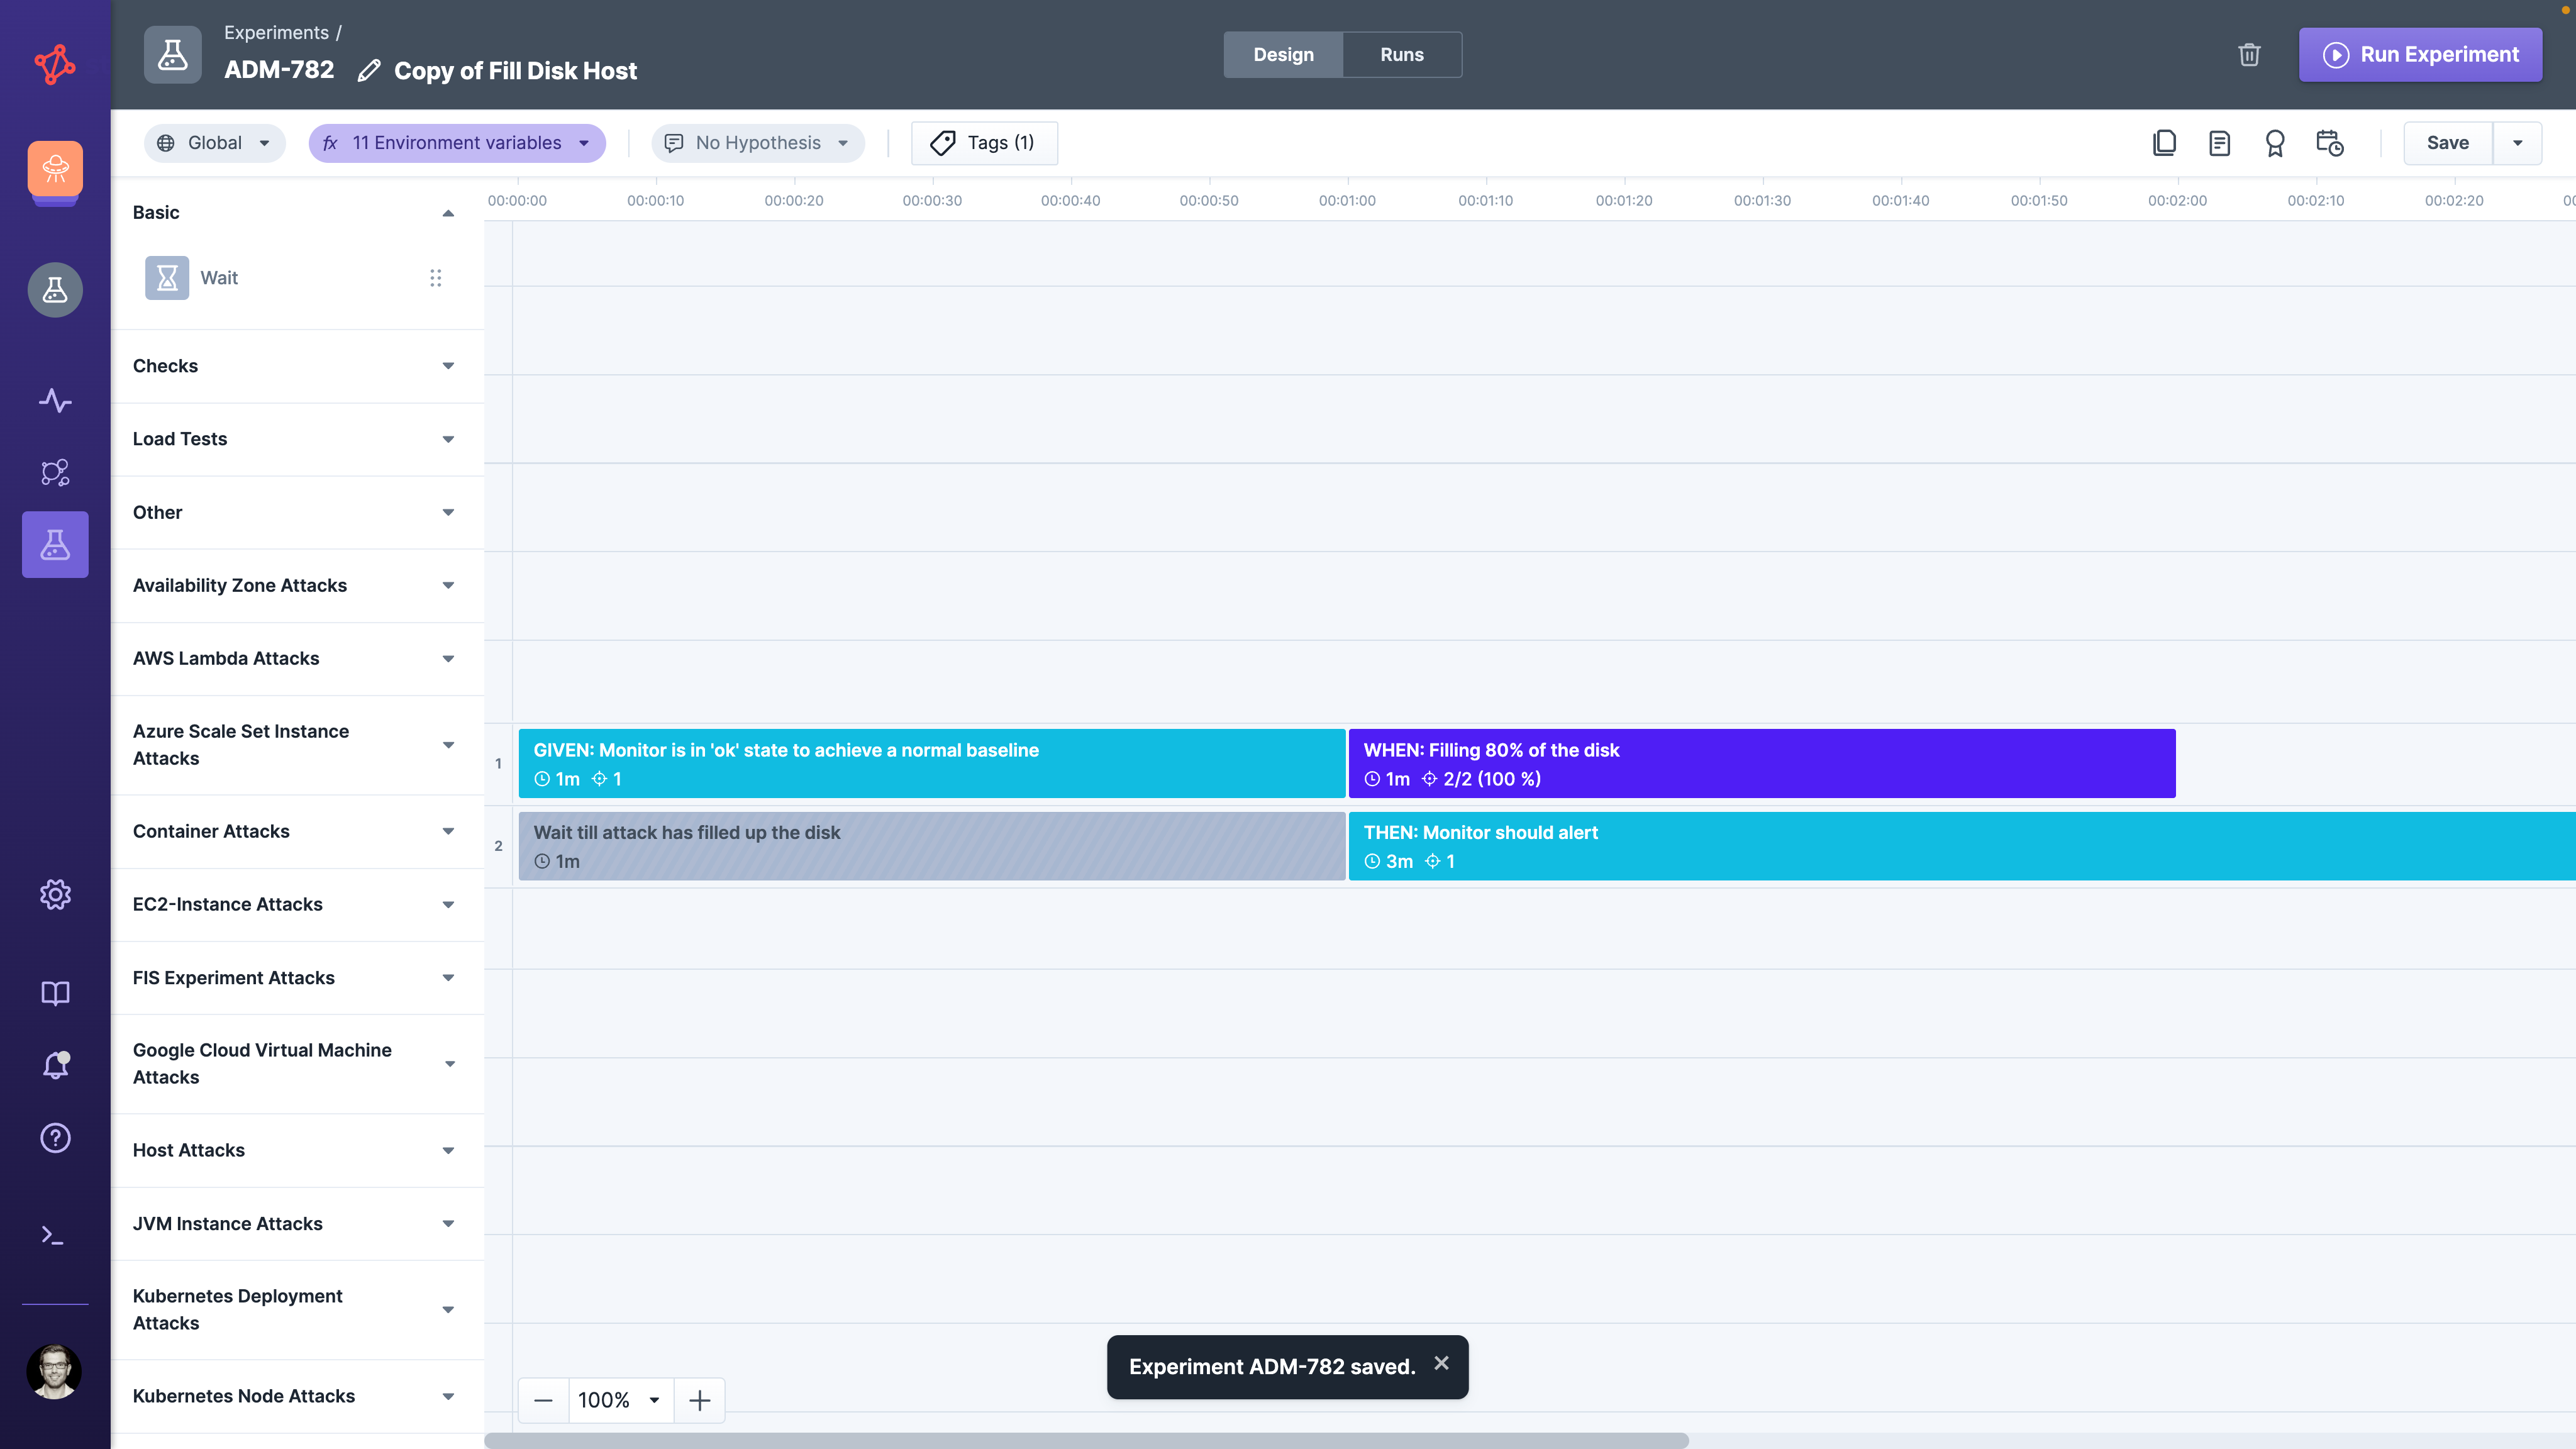 Experiments /
ADM-782 Copy of Fill Disk Host
Design Runs
Run Experiment
Global
fx 11 Environment variables
No Hypothesis
Tags (1)
Save
Basic
Wait
Checks
Load Tests
Other
Availability Zone Attacks
AWS Lambda Attacks
Azure Scale Set Instance
Attacks
Container Attacks
EC2-Instance Attacks
FIS Experiment Attacks
Google Cloud Virtual Machine
Attacks
Host Attacks
JVM Instance Attacks
Kubernetes Deployment
Attacks
Kubernetes Node Attacks
00:00:00 00:00:10 00:00:20 00:00:30 00:00:40 00:00:50 00:01:00 00:01:10 00:01:20 00:01:30 00:01:40 00:01:50 00:02:00 00:02:10 00:02:20
1
GIVEN: Monitor is in 'ok' state to achieve a normal baseline
1m 1
WHEN: Filling 80% of the disk
1m 2/2 (100 %)
2
Wait till attack has filled up the disk
1m
THEN: Monitor should alert
3m 1
Experiment ADM-782 saved.
100%